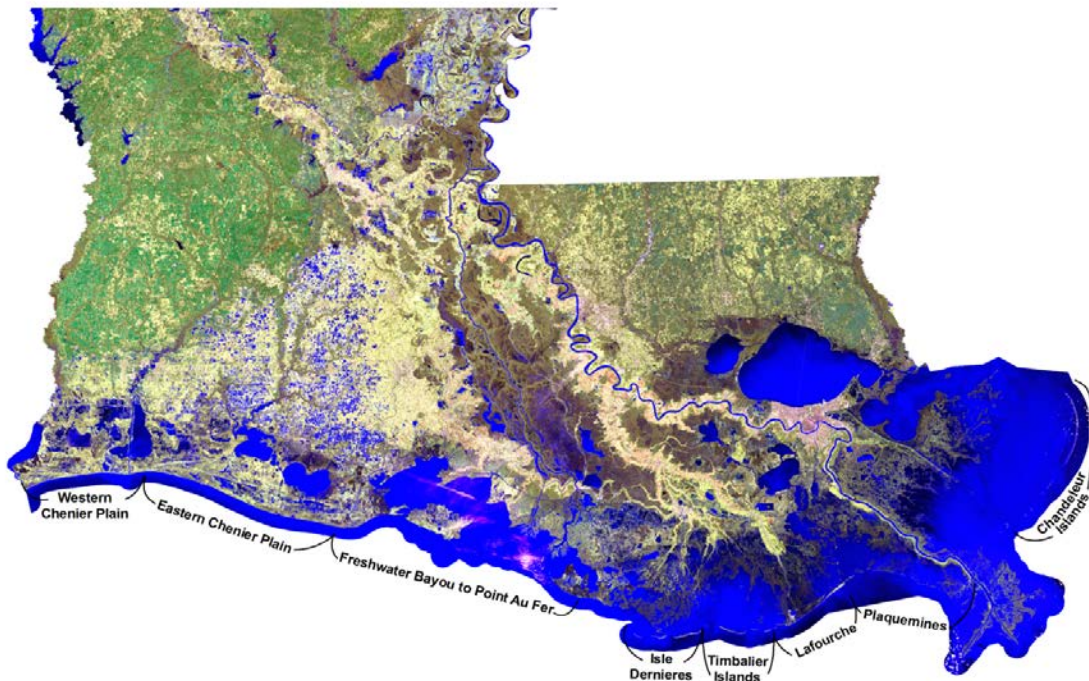 Western
Chenier Plain
Eastern Chenier Plain
Freshwater Bayou to Point Au Fer
Isle
Dernieres
Timbalier
Islands
Lafourche
Plaquemines
Chandeleur
Islands